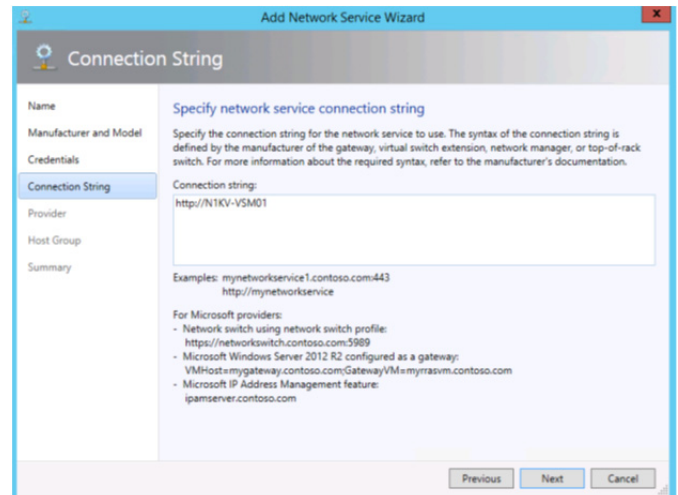 Add Network Service Wizard
x
Connection String
Name
Manufacturer and Model
Credentials
Connection String
Provider
Host Group
Summary
Specify network service connection string
Specify the connection string for the network service to use. The syntax of the connection string is
defined by the manufacturer of the gateway, virtual switch extension, network manager, or top-of-rack
switch. For more information about the required syntax, refer to the manufacturer's documentation.
Connection string:
http://N1KV-VSM01
Examples: mynetworkservice1.contoso.com:443
http://mynetworkservice
For Microsoft providers:
- Network switch using network switch profile:
https://networkswitch.contoso.com:5989
- Microsoft Windows Server 2012 R2 configured as a gateway:
VMHost=mygateway.contoso.com;GatewayVM=myrrasvm.contoso.com
- Microsoft IP Address Management feature:
ipamserver.contoso.com
Previous Next Cancel